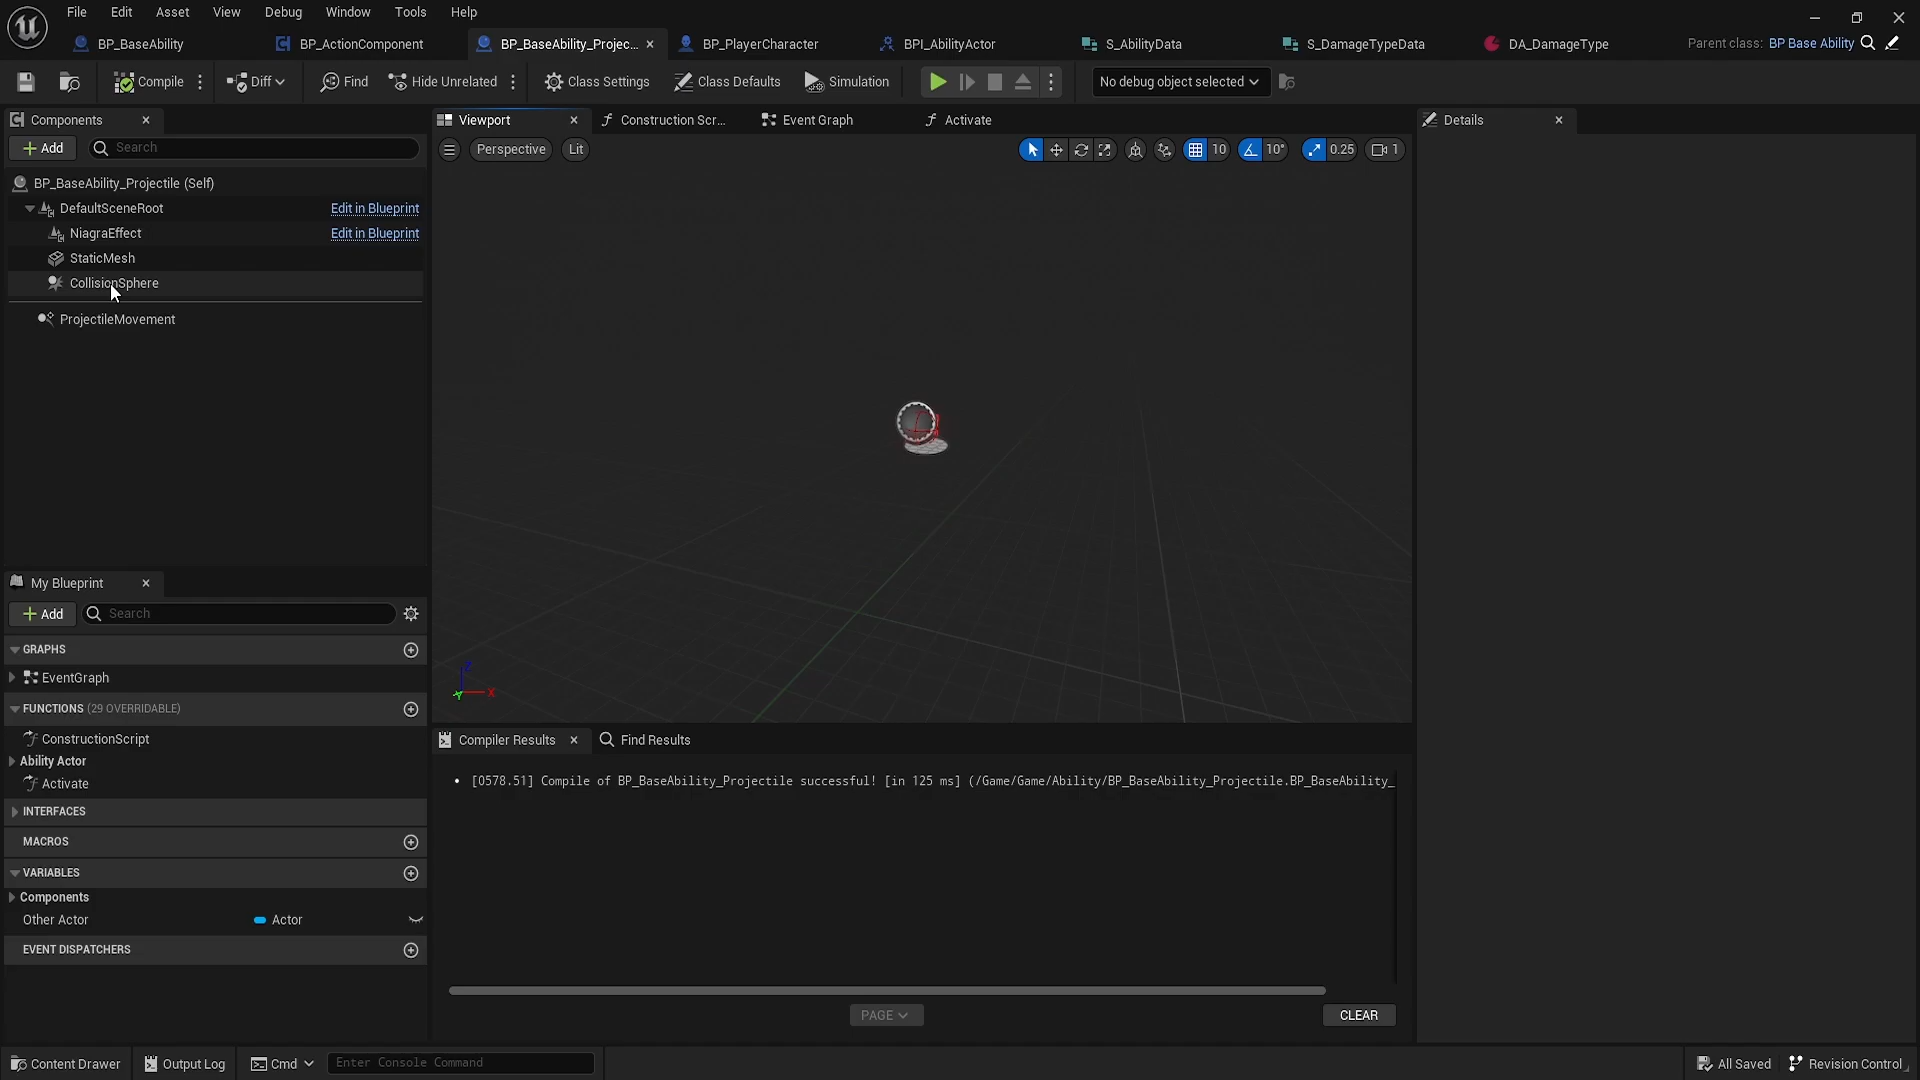 File Edit Asset View Debug Window Tools Help
BP_BaseAbility BP_ActionComponent BP_BaseAbility_Projec... BP_PlayerCharacter BPI_AbilityActor S_AbilityData S_DamageTypeData DA_DamageType Parent class: BP Base Ability
Compile Diff Find Hide Unrelated Class Settings Class Defaults Simulation No debug object selected
Components
Add Search
BP_BaseAbility_Projectile (Self)
DefaultSceneRoot Edit in Blueprint
NiagraEffect Edit in Blueprint
StaticMesh
CollisionSphere
ProjectileMovement
Viewport Construction Scr... Event Graph Activate
Perspective Lit 10 10° 0.25 1
Z
Y X
Details
My Blueprint
Add Search
GRAPHS
EventGraph
FUNCTIONS (29 OVERRIDABLE)
ConstructionScript
Ability Actor
Activate
INTERFACES
MACROS
VARIABLES
Components
Other Actor Actor
EVENT DISPATCHERS
Compiler Results Find Results
• [0578.51] Compile of BP_BaseAbility_Projectile successful! [in 125 ms] (/Game/Game/Ability/BP_BaseAbility_Projectile.BP_BaseAbility_
PAGE CLEAR
Content Drawer Output Log Cmd Enter Console Command All Saved Revision Control